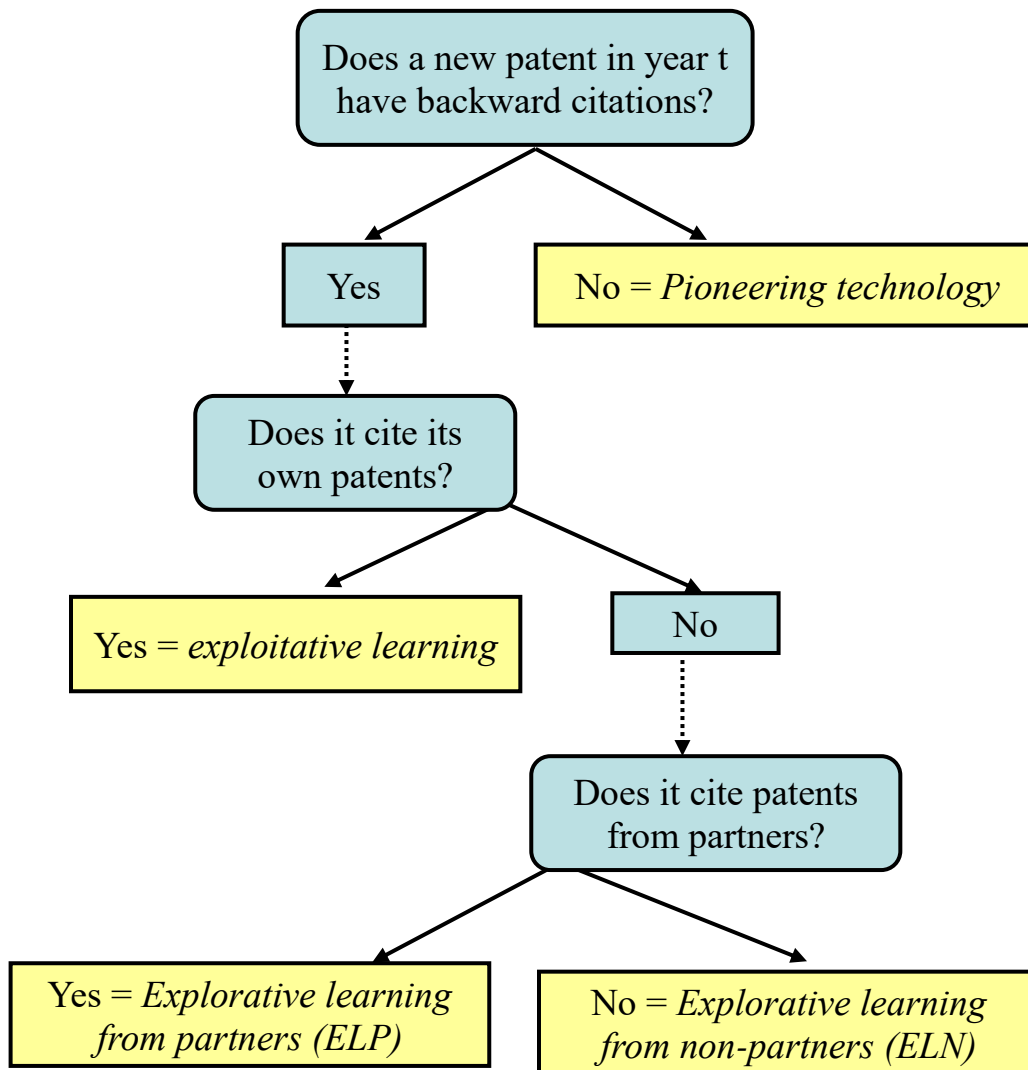 Does a new patent in year t
have backward citations?
Yes
No = Pioneering technology
Does it cite its
own patents?
Yes = exploitative learning
No
Does it cite patents
from partners?
Yes = Explorative learning
from partners (ELP)
No = Explorative learning
from non-partners (ELN)